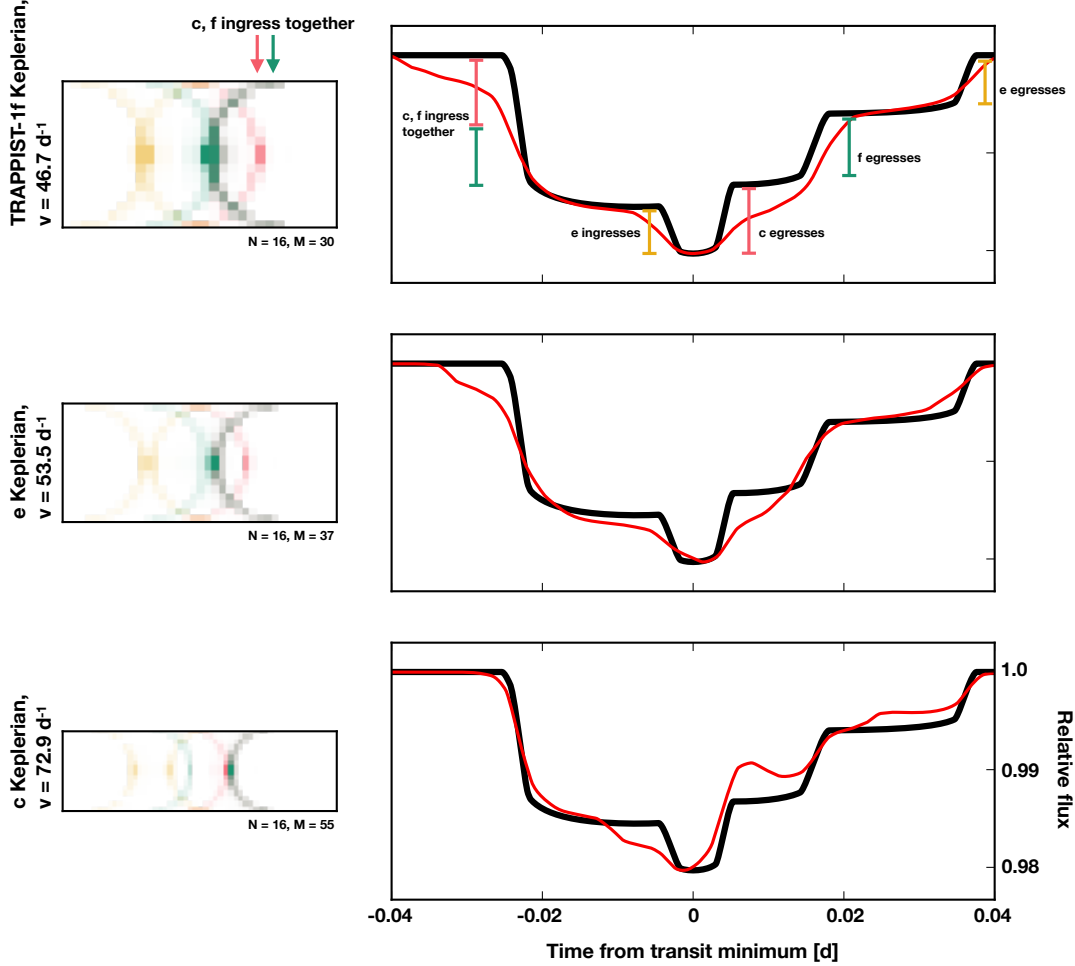 c, f ingress together
TRAPPIST-1f Keplerian,
v = 46.7 d⁻¹
N = 16, M = 30
c, f ingress
together
e ingresses
c egresses
f egresses
e egresses
e Keplerian,
v = 53.5 d⁻¹
N = 16, M = 37
c Keplerian,
v = 72.9 d⁻¹
N = 16, M = 55
1.0
0.99
0.98
Relative flux
-0.04
-0.02
0
0.02
0.04
Time from transit minimum [d]